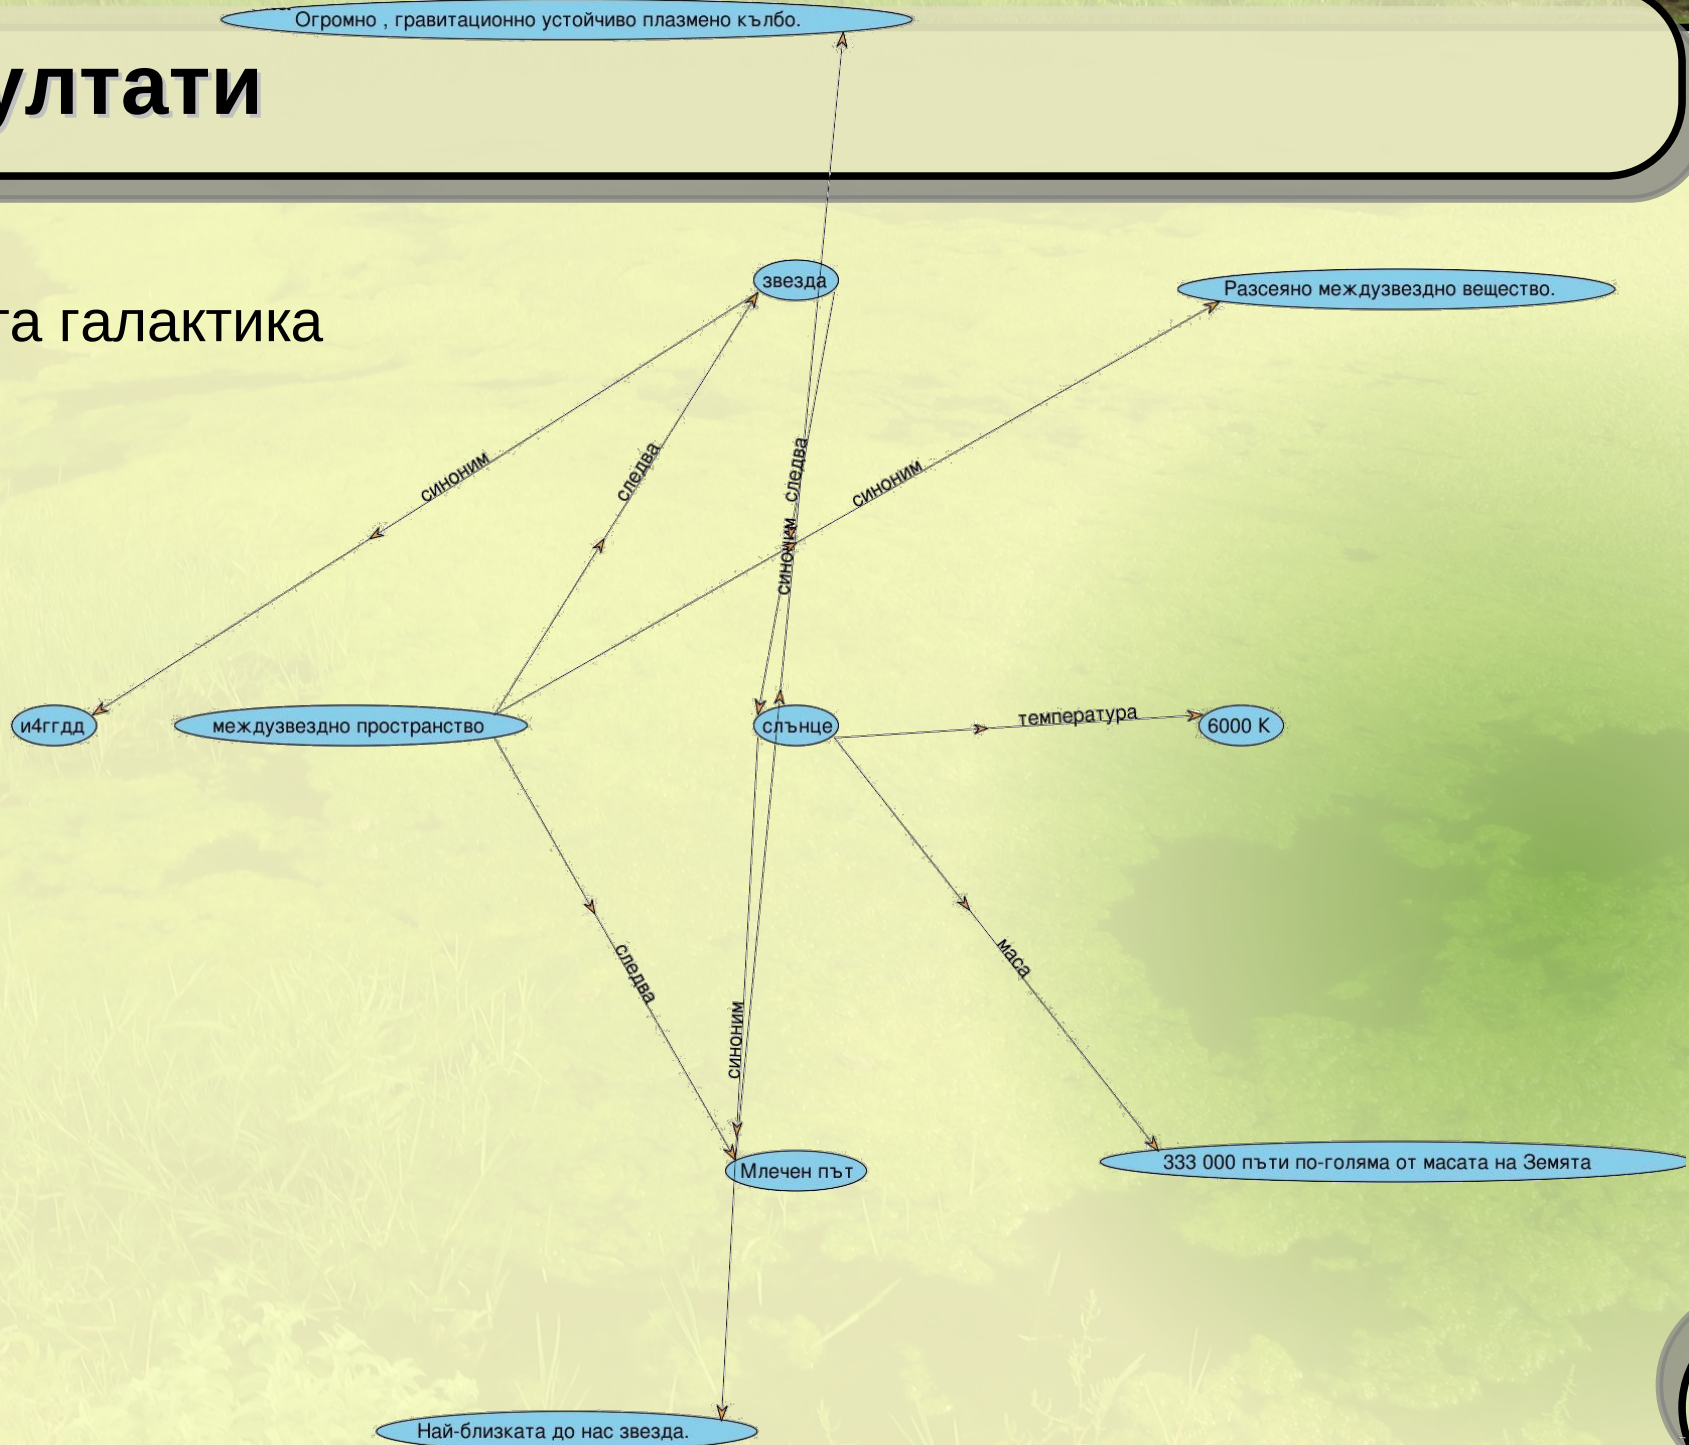 Огромно , гравитационно устойчиво плазмено кълбо.
ултати
звезда
Разсеяно междузвездно вещество.
та галактика
синоним
следва
следва
синоним
синоним
и4ггдд
междузвездно пространство
слънце
температура
6000 K
следва
маса
синоним
Млечен път
333 000 пъти по-голяма от масата на Земята
Най-близката до нас звезда.